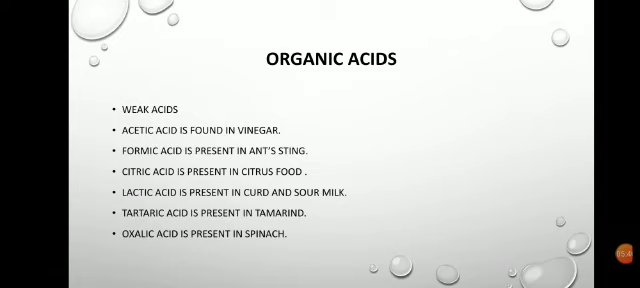 ORGANIC ACIDS
• WEAK ACIDS
• ACETIC ACID IS FOUND IN VINEGAR.
• FORMIC ACID IS PRESENT IN ANT'S STING.
• CITRIC ACID IS PRESENT IN CITRUS FOOD .
• LACTIC ACID IS PRESENT IN CURD AND SOUR MILK.
• TARTARIC ACID IS PRESENT IN TAMARIND.
• OXALIC ACID IS PRESENT IN SPINACH.